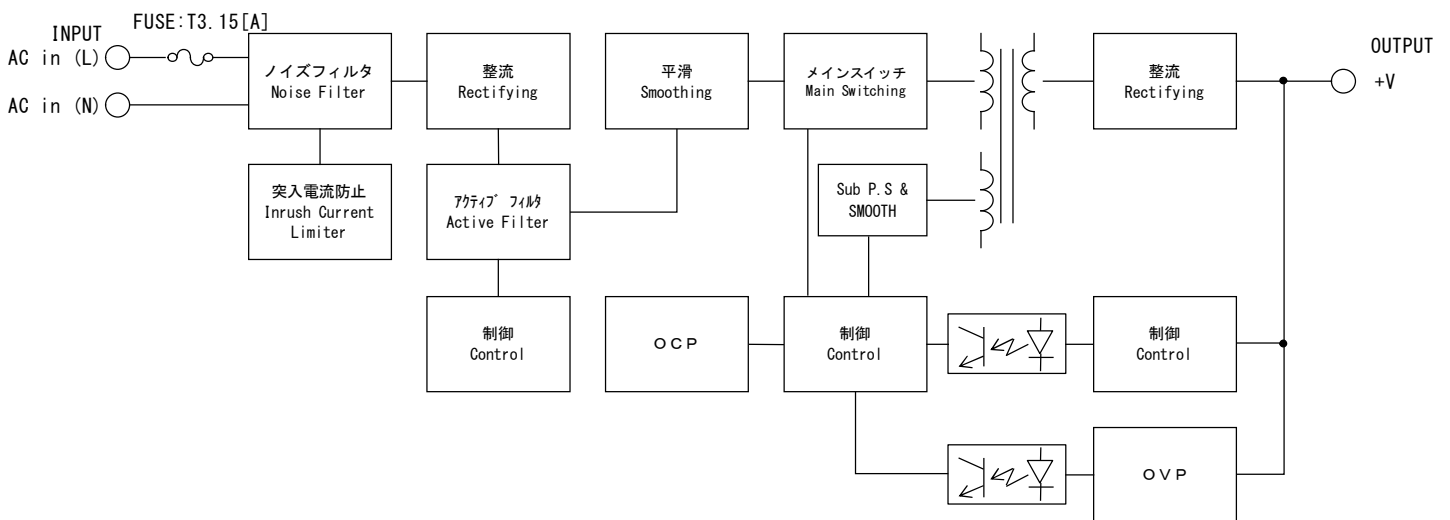 FUSE:T3.15[A]
INPUT
AC in (L)
AC in (N)
ノイズフィルタ
Noise Filter
整流
Rectifying
平滑
Smoothing
メインスイッチ
Main Switching
整流
Rectifying
OUTPUT
+V
突入電流防止
Inrush Current
Limiter
ｱｸﾃｨﾌﾞ ﾌｨﾙﾀ
Active Filter
Sub P.S &
SMOOTH
制御
Control
ＯＣＰ
制御
Control
制御
Control
ＯＶＰ